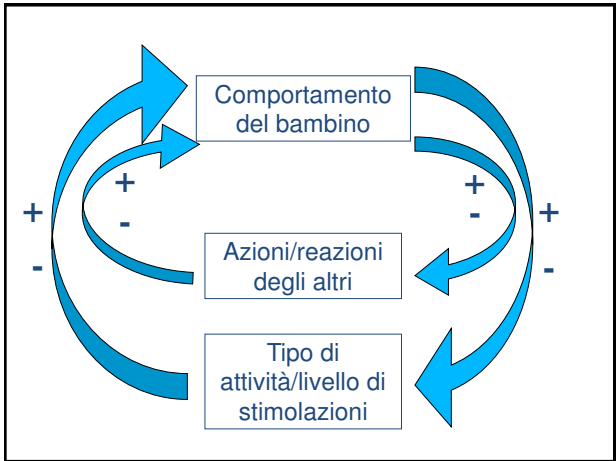 Comportamento
del bambino
+
-
+
-
+
-
+
-
Azioni/reazioni
degli altri
Tipo di
attività/livello di
stimolazioni